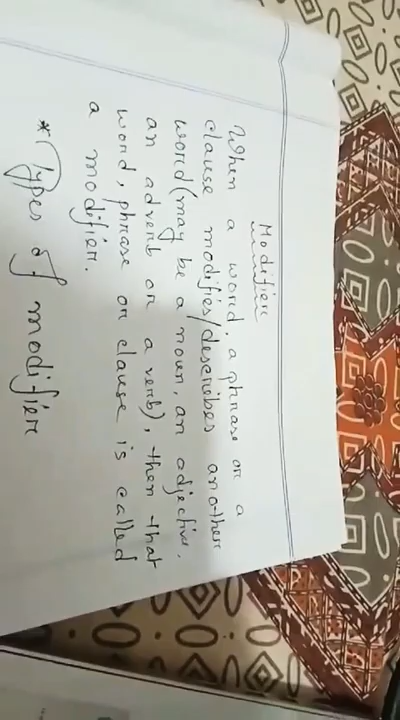 Modifier
When a word, a phrase or a
clause modifies/describes another
word (may be a noun, an adjective,
an adverb or a verb), then that
word, phrase or clause is called
a modifier.
* Types of modifier